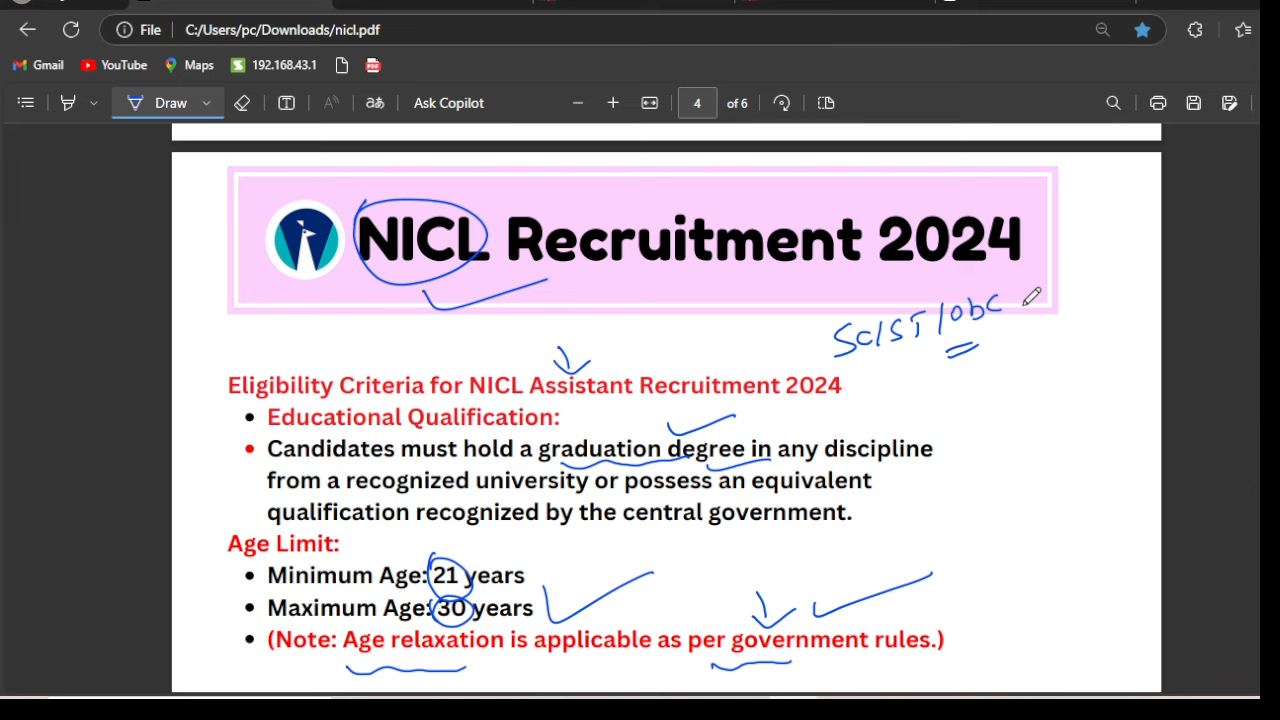 File C:/Users/pc/Downloads/nicl.pdf
Gmail YouTube Maps 192.168.43.1
Draw aあ Ask Copilot 4 of 6
NICL Recruitment 2024
SC/ST/obc
Eligibility Criteria for NICL Assistant Recruitment 2024
• Educational Qualification:
• Candidates must hold a graduation degree in any discipline
from a recognized university or possess an equivalent
qualification recognized by the central government.
Age Limit:
• Minimum Age: 21 years
• Maximum Age: 30 years
• (Note: Age relaxation is applicable as per government rules.)